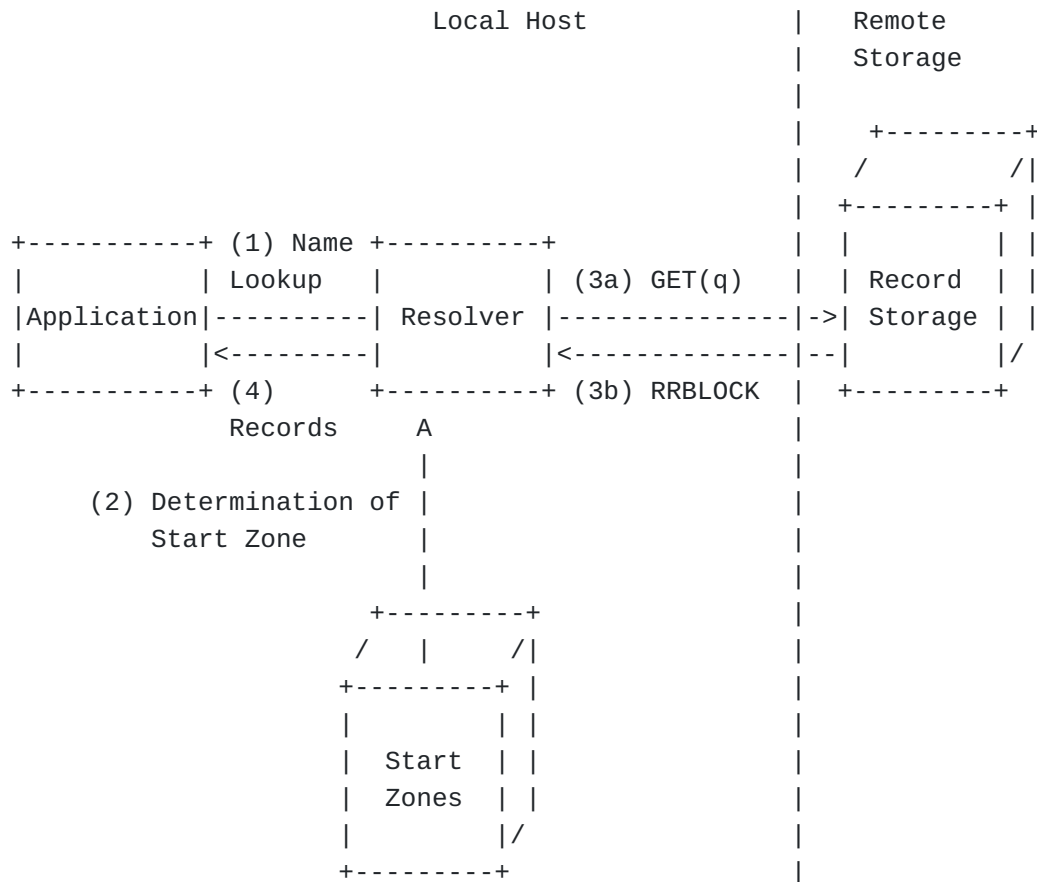 Local Host | Remote
| Storage
|
| +---------+
| / /|
| +---------+ |
+-----------+ (1) Name +----------+ | | | |
| | Lookup | | (3a) GET(q) | | Record | |
|Application|----------| Resolver |---------------|->| Storage | |
| |<---------| |<--------------|--| |/
+-----------+ (4) +----------+ (3b) RRBLOCK | +---------+
Records A |
| |
(2) Determination of | |
Start Zone | |
| |
+---------+ |
/ | /| |
+---------+ | |
| | | |
| Start | | |
| Zones | | |
| |/ |
+---------+ |